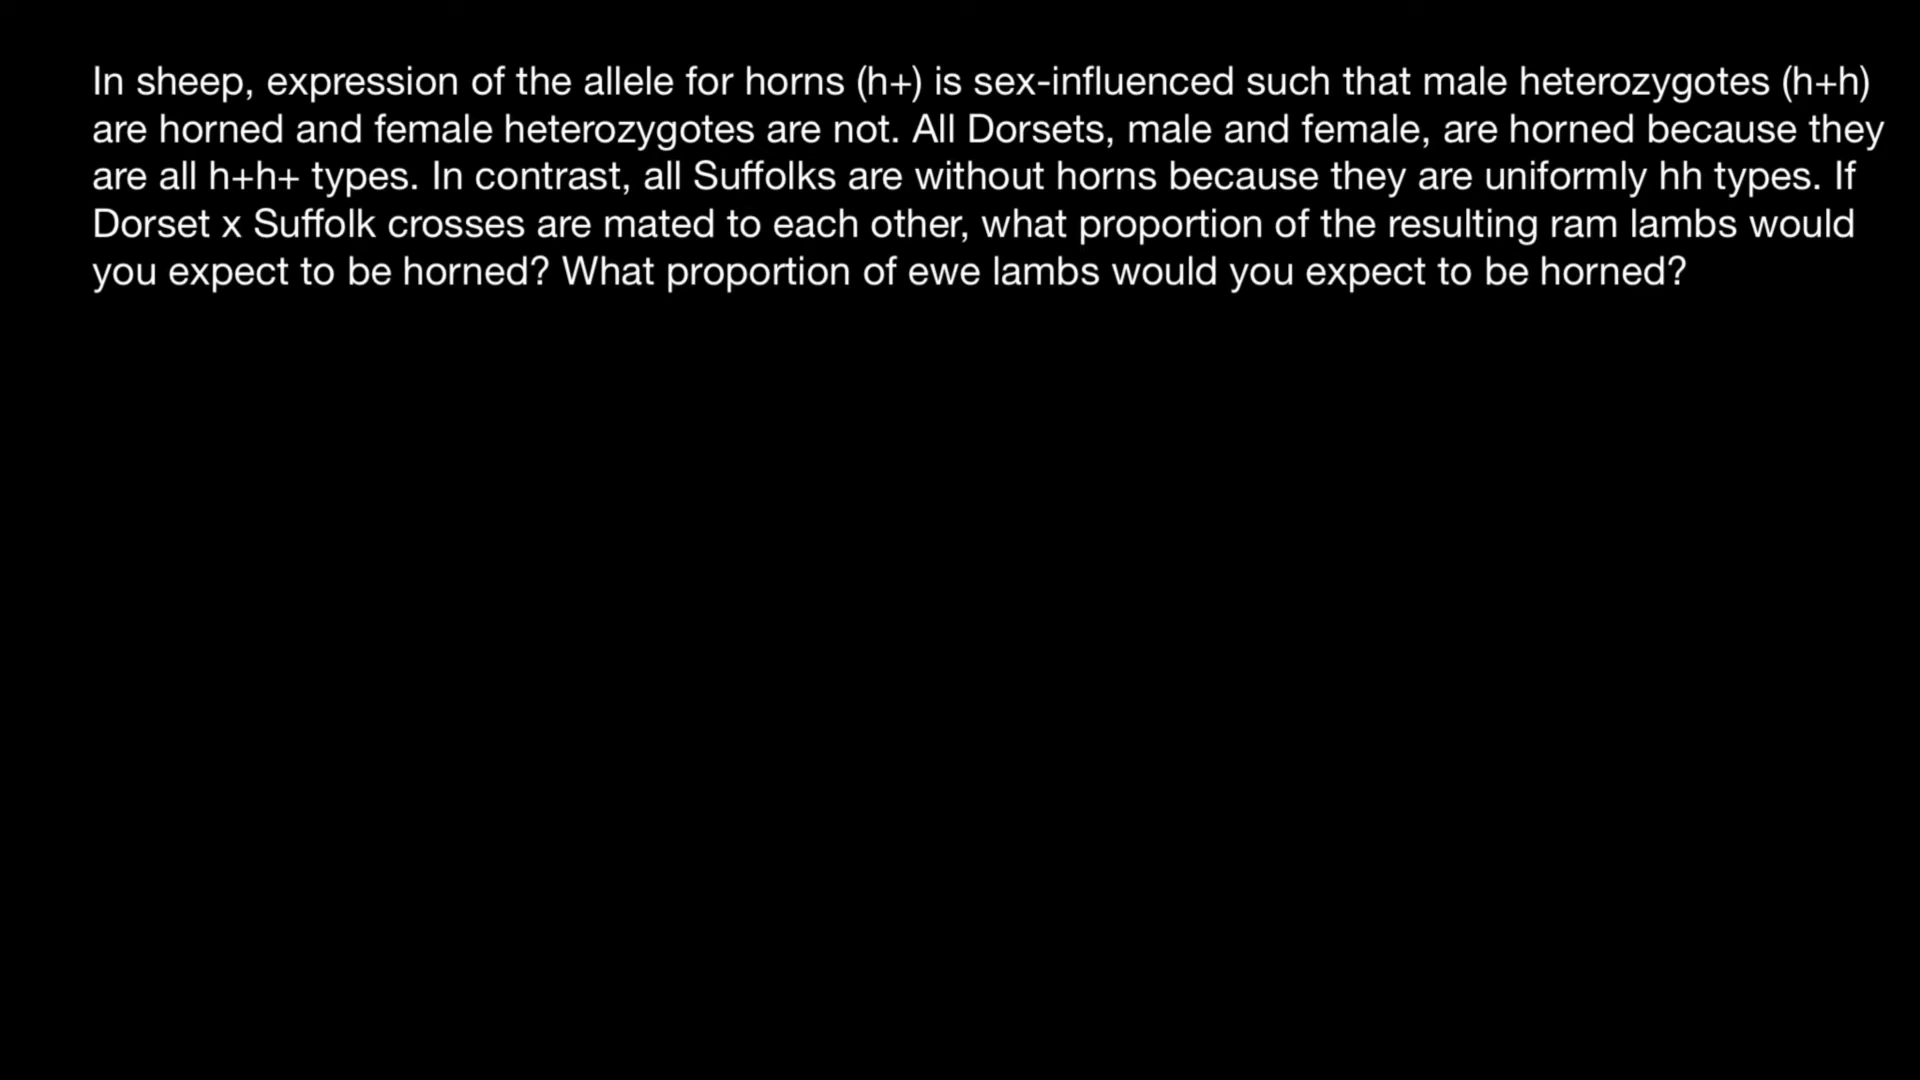 In sheep, expression of the allele for horns (h+) is sex-influenced such that male heterozygotes (h+h)
are horned and female heterozygotes are not. All Dorsets, male and female, are horned because they
are all h+h+ types. In contrast, all Suffolks are without horns because they are uniformly hh types. If
Dorset x Suffolk crosses are mated to each other, what proportion of the resulting ram lambs would
you expect to be horned? What proportion of ewe lambs would you expect to be horned?